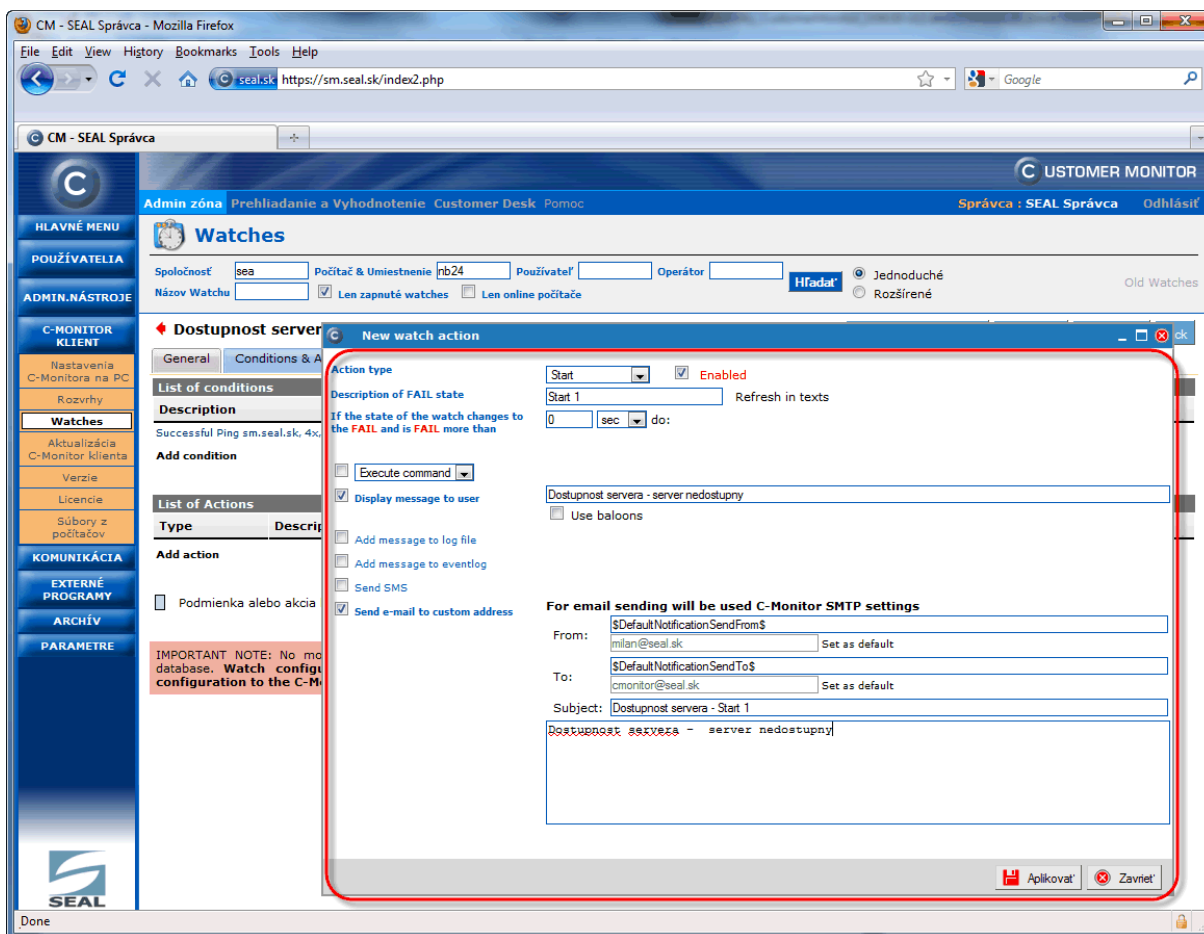 CM - SEAL Správca - Mozilla Firefox
File Edit View History Bookmarks Tools Help
seal.sk https://sm.seal.sk/index2.php
Google
CM - SEAL Správca
C USTOMER MONITOR
Admin zóna Prehliadanie a Vyhodnotenie Customer Desk Pomoc
Správca : SEAL Správca Odhlásiť
HLAVNÉ MENU
POUŽÍVATELIA
ADMIN.NÁSTROJE
C-MONITOR
KLIENT
Nastavenia
C-Monitora na PC
Rozvrhy
Watches
Aktualizácia
C-Monitor klienta
Verzie
Licencie
Súbory z
počítačov
KOMUNIKÁCIA
EXTERNÉ
PROGRAMY
ARCHÍV
PARAMETRE
SEAL
Watches
Spoločnosť sea Počítač & Umiestnenie nb24 Používateľ Operátor
Názov Watchu Len zapnuté watches Len online počítače
Hľadať
Jednoduché
Rozšírené
Old Watches
Dostupnost server
ck
General Conditions & A
List of conditions
Description
Successful Ping sm.seal.sk, 4x,
Add condition
List of Actions
Type Descrip
Add action
Podmienka alebo akcia
IMPORTANT NOTE: No mo
database. Watch configu
configuration to the C-M
New watch action
Action type Start Enabled
Description of FAIL state Start 1 Refresh in texts
If the state of the watch changes to
the FAIL and is FAIL more than 0 sec do:
Execute command
Display message to user Dostupnost servera - server nedostupny
Use baloons
Add message to log file
Add message to eventlog
Send SMS
Send e-mail to custom address
For email sending will be used C-Monitor SMTP settings
From: $DefaultNotificationSendFrom$
milan@seal.sk Set as default
To: $DefaultNotificationSendTo$
cmonitor@seal.sk Set as default
Subject: Dostupnost servera - Start 1
Dostupnost servera - server nedostupny
Aplikovať Zavrieť
Done